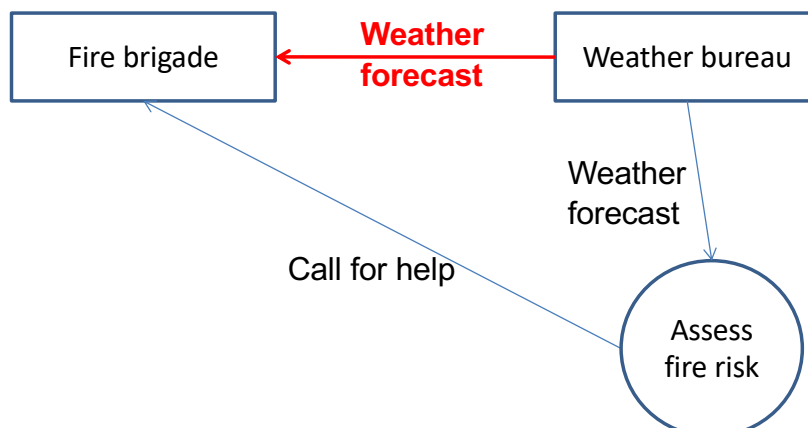 Fire brigade
Weather
forecast
Weather bureau
Weather
forecast
Call for help
Assess
fire risk